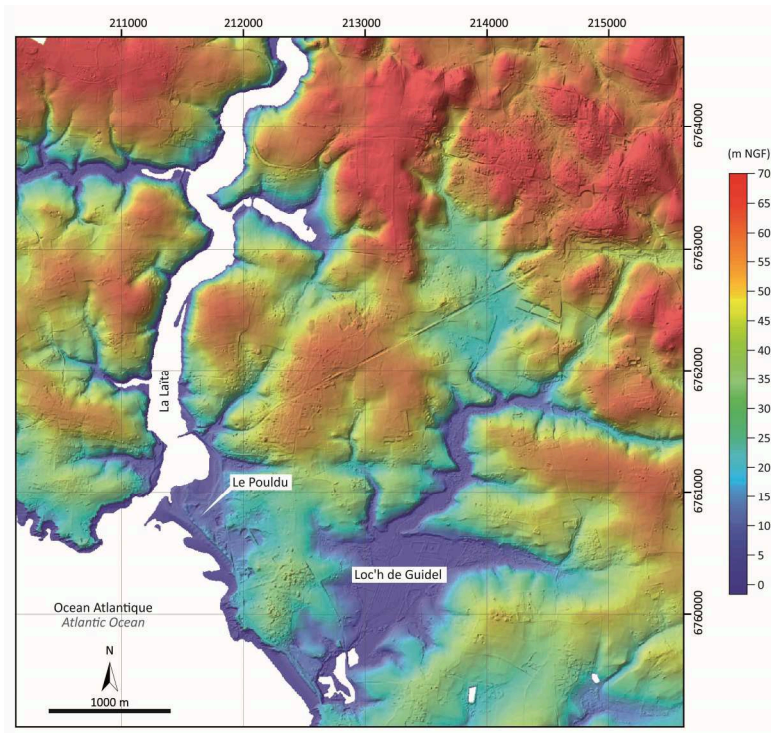 211000 212000 213000 214000 215000
6764000
6763000
6762000
6761000
6760000
(m NGF)
70
65
60
55
50
45
40
35
30
25
20
15
10
5
0
La Laïta
Le Pouldu
Loc'h de Guidel
Ocean Atlantique
Atlantic Ocean
N
1000 m